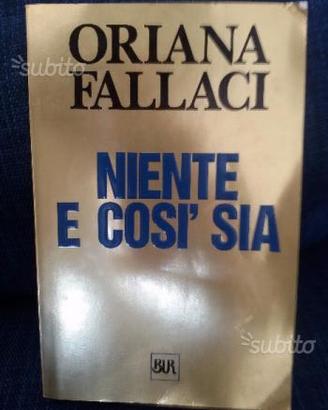 ORIANA
FALLACI
NIENTE
E COSI' SIA
BUR
subito
subito